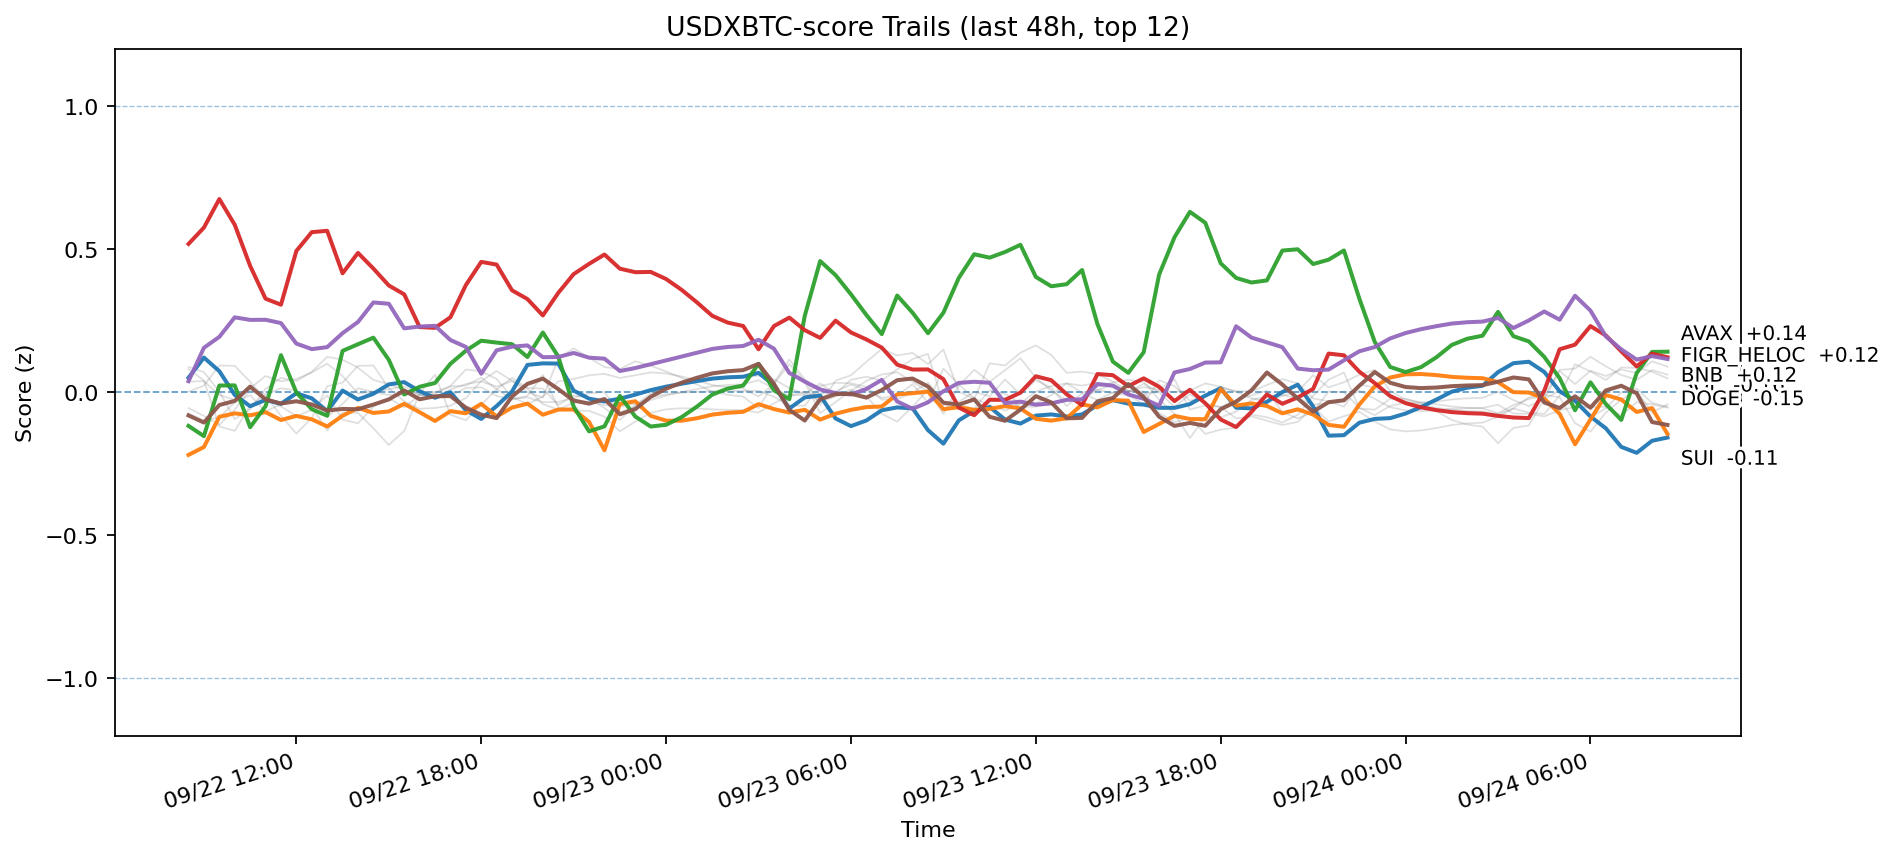 USDXBTC-score Trails (last 48h, top 12)
Score (z)
1.0
0.5
0.0
−0.5
−1.0
AVAX +0.14
FIGR_HELOC +0.12
BNB +0.12
DOGE -0.15
SUI -0.11
09/22 12:00
09/22 18:00
09/23 00:00
09/23 06:00
09/23 12:00
09/23 18:00
09/24 00:00
09/24 06:00
Time